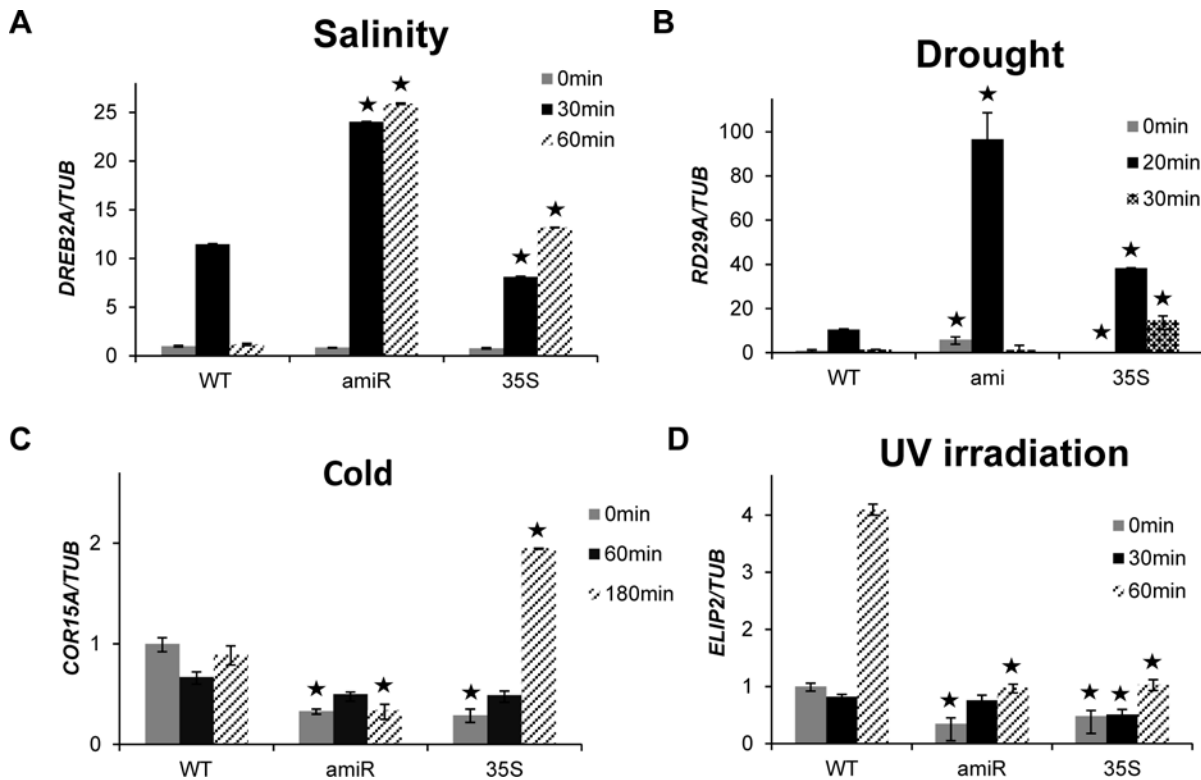 A
Salinity
0min
30min
60min
25
20
15
10
5
0
DREB2A/TUB
WT
amiR
35S
B
Drought
0min
20min
30min
100
80
60
40
20
0
RD29A/TUB
WT
ami
35S
C
Cold
0min
60min
180min
2
1
0
COR15A/TUB
WT
amiR
35S
D
UV irradiation
0min
30min
60min
4
3
2
1
0
ELIP2/TUB
WT
amiR
35S